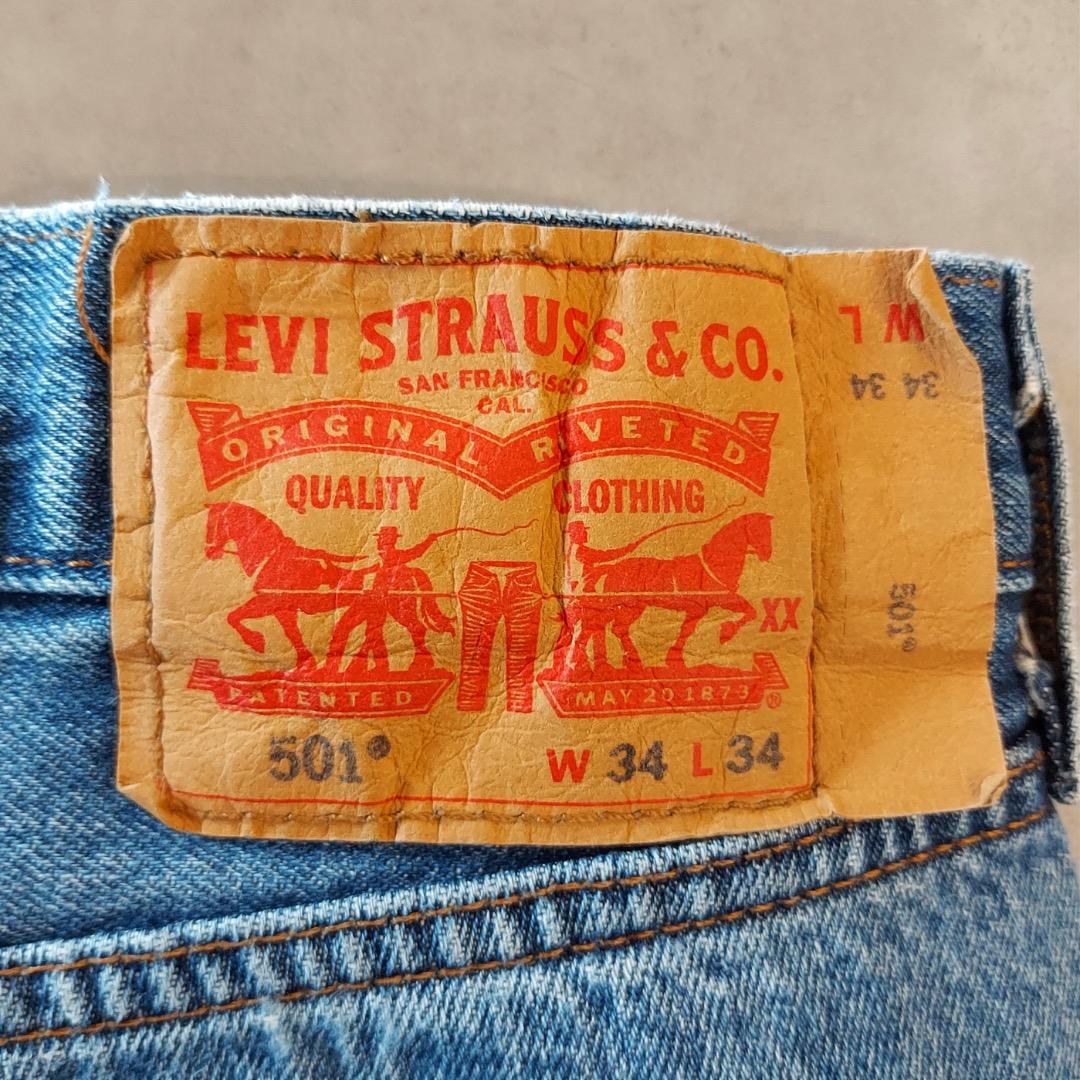 LEVI STRAUSS & CO.
SAN FRANCISCO
CAL.
ORIGINAL RIVETED
QUALITY CLOTHING
XX
PATENTED MAY 20 1873 ®
501® W 34 L 34
W L
34 34
501®